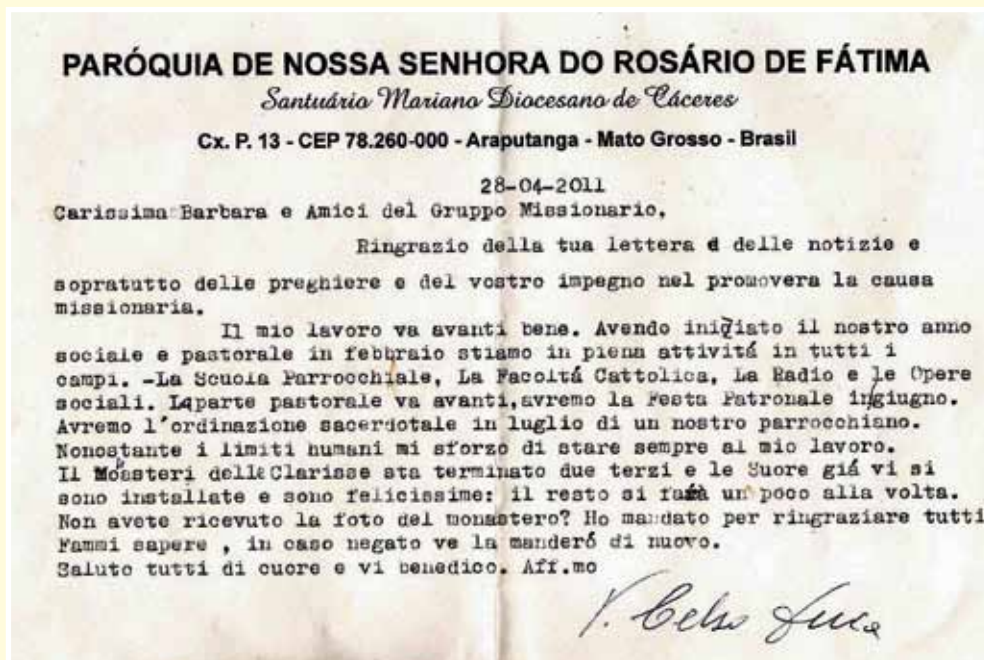 PARÓQUIA DE NOSSA SENHORA DO ROSÁRIO DE FÁTIMA
Santuário Mariano Diocesano de Cáceres
Cx. P. 13 - CEP 78.260-000 - Araputanga - Mato Grosso - Brasil
28-04-2011
Carissima Barbara e Amici del Gruppo Missionario,
Ringrazio della tua lettera e delle notizie e
sopratutto delle preghiere e del vostro impegno nel promovera la causa
missionaria.
Il mio lavoro va avanti bene. Avendo iniziato il nostro anno
sociale e pastorale in febbraio stiamo in piena attivitá in tutti i
campi. -La Scuola Parrocchiale, La Facoltá Cattolica, La Radio e le Opere
sociali. La parte pastorale va avanti,avremo la Festa Patronale ingiugno.
Avremo l'ordinazione sacerdotale in luglio di un nostro parrocchiano.
Nonostante i limiti humani mi sforzo di stare sempre al mio lavoro.
Il Monasteri delle Clarisse sta terminato due terzi e le Suore giá vi si
sono installate e sono felicissime: il resto si fará un poco alla volta.
Non avete ricevuto la foto del monastero? Ho mandato per ringraziare tutti
Fammi sapere , in caso negato ve la manderó di nuovo.
Saluto tutti di cuore e vi benedico. Aff.mo
P. Celso Duca